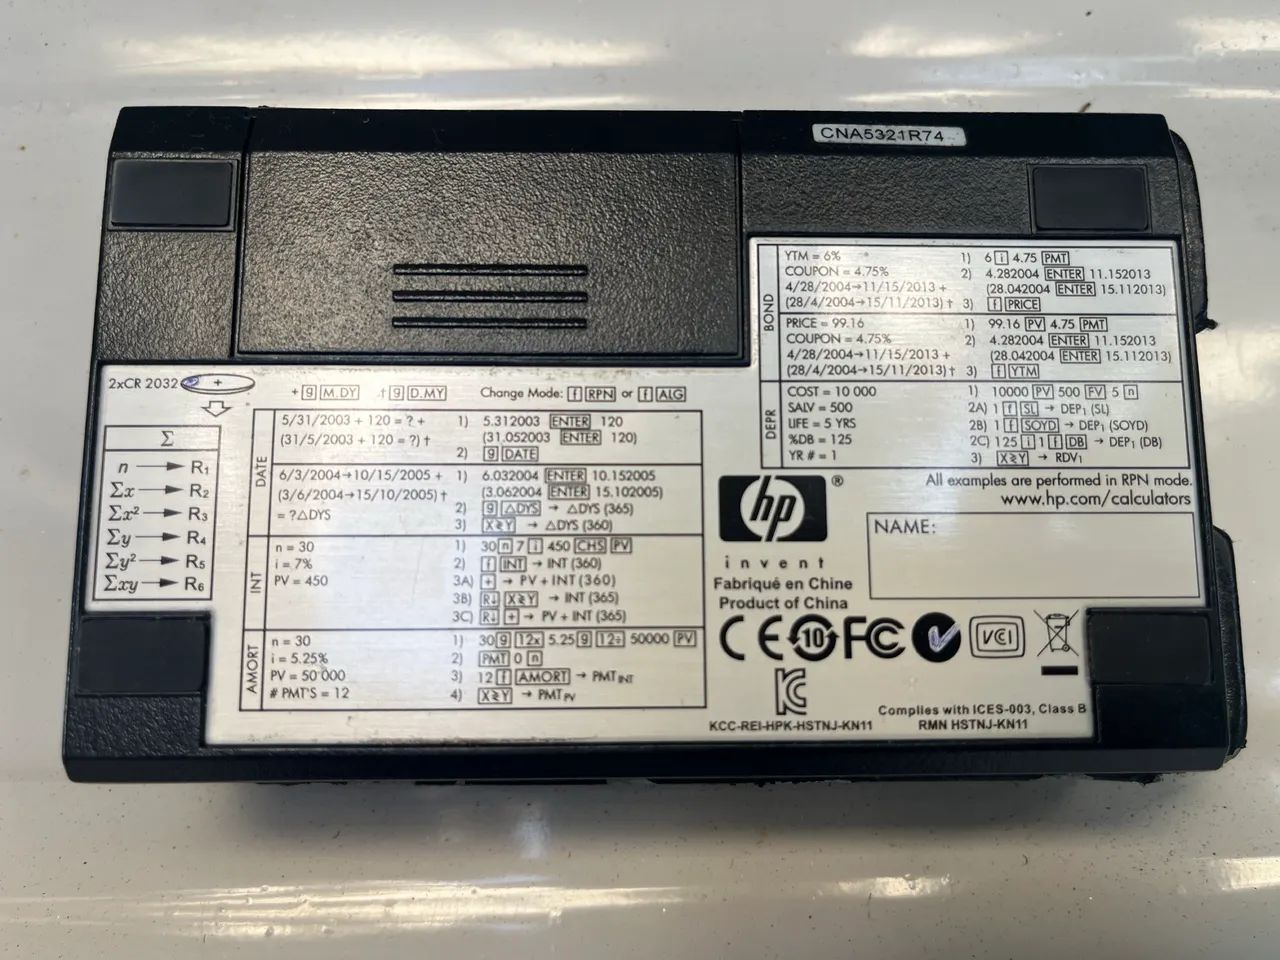 CNA5321R74
YTM = 6% 1) 6 i 4.75 PMT
COUPON = 4.75% 2) 4.282004 ENTER 11.152013
4/28/2004→11/15/2013 + (28.042004 ENTER 15.112013)
(28/4/2004→15/11/2013) † 3) f PRICE
BOND
PRICE = 99.16 1) 99.16 PV 4.75 PMT
COUPON = 4.75% 2) 4.282004 ENTER 11.152013
4/28/2004→11/15/2013 + (28.042004 ENTER 15.112013)
(28/4/2004→15/11/2013) † 3) f YTM
DEPR
COST = 10 000 1) 10000 PV 500 FV 5 n
SALV = 500 2A) 1 f SL → DEP1 (SL)
LIFE = 5 YRS 2B) 1 f SOYD → DEP1 (SOYD)
%DB = 125 2C) 125 i 1 f DB → DEP1 (DB)
YR # = 1 3) X≷Y → RDV1
All examples are performed in RPN mode.
www.hp.com/calculators
2xCR 2032 +
+ g M.DY † g D.MY Change Mode: f RPN or f ALG
Σ
n → R1
Σx → R2
Σx² → R3
Σy → R4
Σy² → R5
Σxy → R6
DATE
5/31/2003 + 120 = ? + 1) 5.312003 ENTER 120
(31/5/2003 + 120 = ?) † (31.052003 ENTER 120)
2) g DATE
6/3/2004→10/15/2005 + 1) 6.032004 ENTER 10.152005
(3/6/2004→15/10/2005) † (3.062004 ENTER 15.102005)
= ?△DYS 2) g △DYS → △DYS (365)
3) X≷Y → △DYS (360)
INT
n = 30 1) 30 n 7 i 450 CHS PV
i = 7% 2) f INT → INT (360)
PV = 450 3A) + → PV + INT (360)
3B) R↓ X≷Y → INT (365)
3C) R↓ + → PV + INT (365)
AMORT
n = 30 1) 30 g 12x 5.25 g 12÷ 50000 PV
i = 5.25% 2) PMT 0 n
PV = 50 000 3) 12 f AMORT → PMT INT
# PMT'S = 12 4) X≷Y → PMT PV
hp ®
invent
Fabriqué en Chine
Product of China
NAME:
CE 10 FC VCI
KCC-REI-HPK-HSTNJ-KN11
Complies with ICES-003, Class B
RMN HSTNJ-KN11